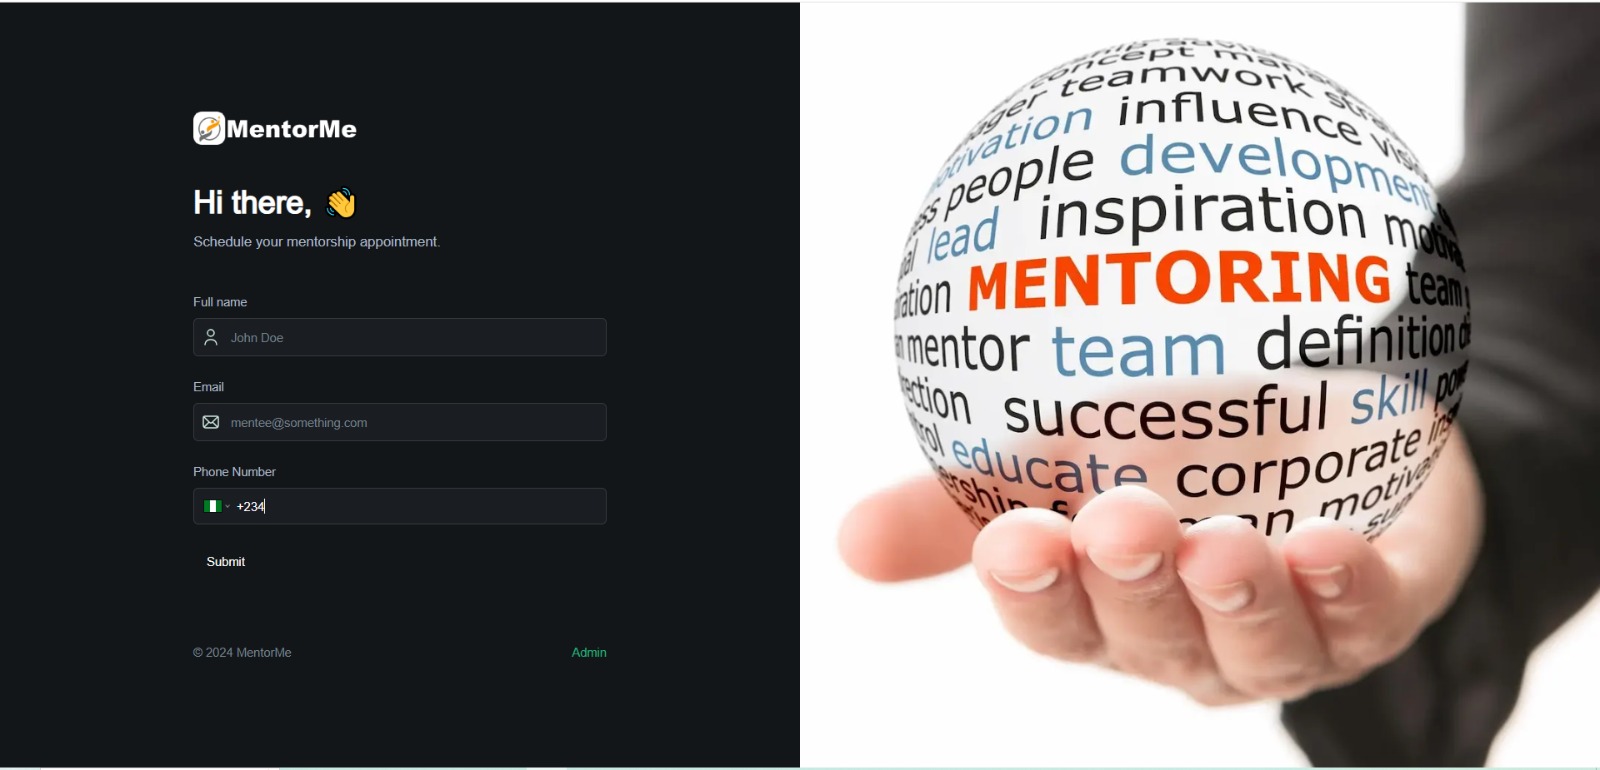 MentorMe
Hi there, 👋
Schedule your mentorship appointment.
Full name
John Doe
Email
mentee@something.com
Phone Number
+234
Submit
© 2024 MentorMe
Admin
concept
teamwork
influence
people development
lead inspiration
MENTORING team
mentor team definition
successful skill
educate corporate